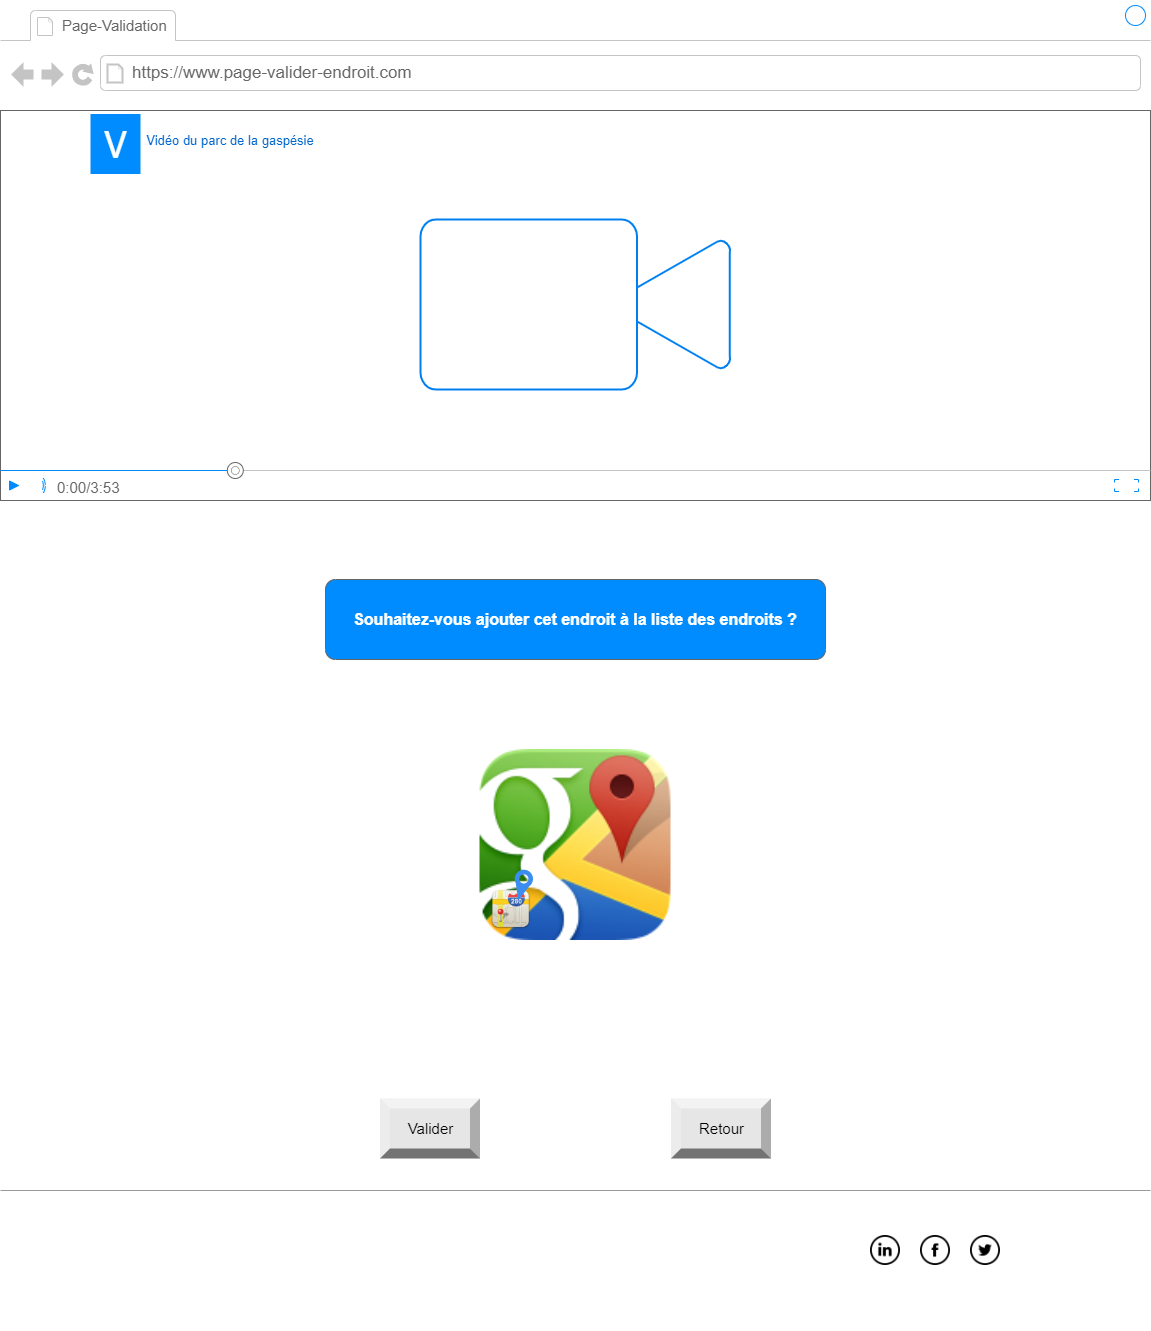 Page-Validation
https://www.page-valider-endroit.com
V
Vidéo du parc de la gaspésie
0:00/3:53
Souhaitez-vous ajouter cet endroit à la liste des endroits ?
g
280
Valider
Retour
in
f